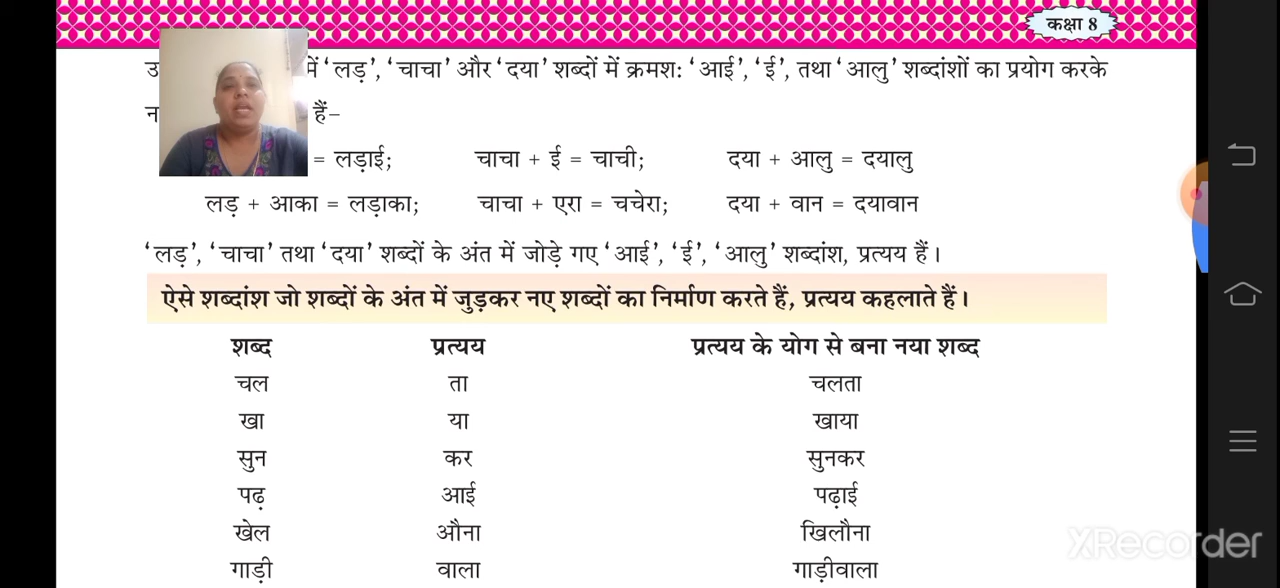 कक्षा 8
उ में ‘लड़’, ‘चाचा’ और ‘दया’ शब्दों में क्रमश: ‘आई’, ‘ई’, तथा ‘आलु’ शब्दांशों का प्रयोग करके
न हैं–
= लड़ाई; चाचा + ई = चाची; दया + आलु = दयालु
लड़ + आका = लड़ाका; चाचा + एरा = चचेरा; दया + वान = दयावान
‘लड़’, ‘चाचा’ तथा ‘दया’ शब्दों के अंत में जोड़े गए ‘आई’, ‘ई’, ‘आलु’ शब्दांश, प्रत्यय हैं।
ऐसे शब्दांश जो शब्दों के अंत में जुड़कर नए शब्दों का निर्माण करते हैं, प्रत्यय कहलाते हैं।
शब्द प्रत्यय प्रत्यय के योग से बना नया शब्द
चल ता चलता
खा या खाया
सुन कर सुनकर
पढ़ आई पढ़ाई
खेल औना खिलौना
गाड़ी वाला गाड़ीवाला
XRecorder